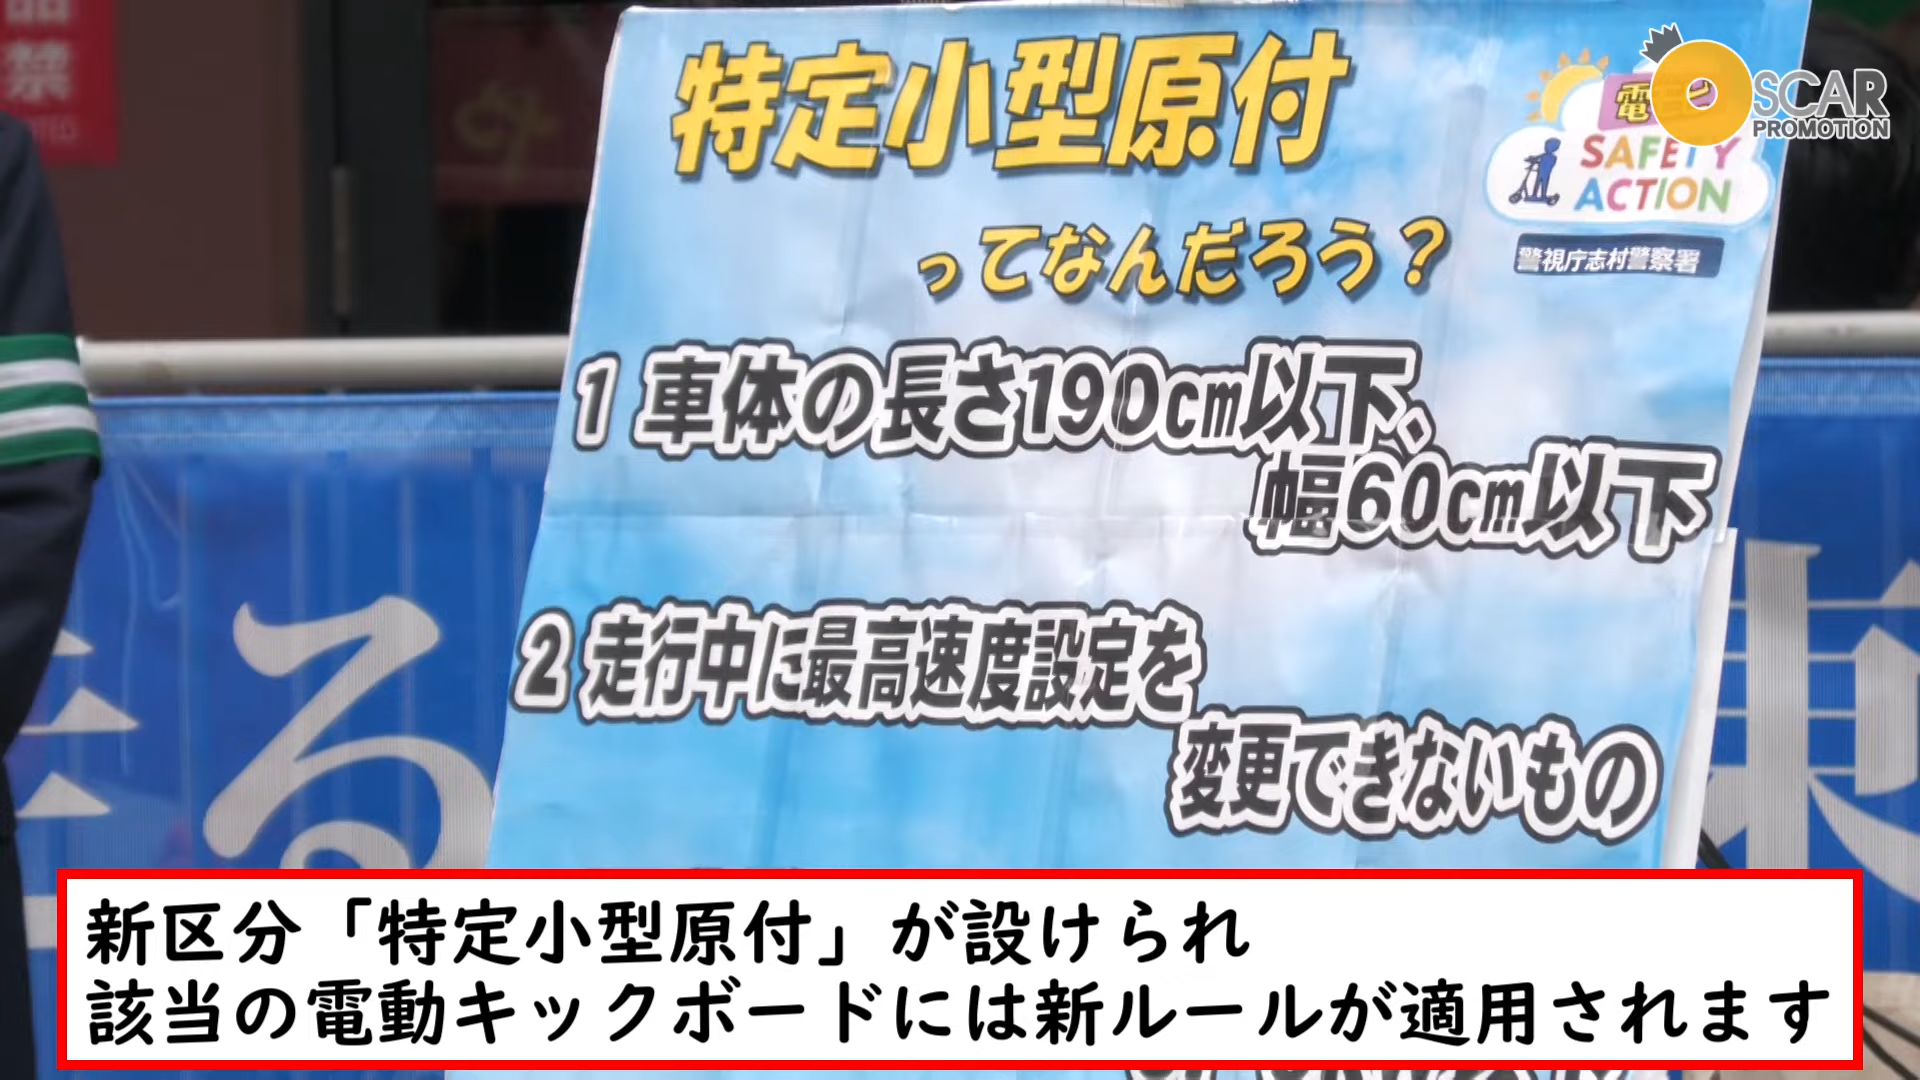 禁
特定小型原付
ってなんだろう？
電
SAFETY
ACTION
警視庁志村警察署
OSCAR
PROMOTION
1 車体の長さ190cm以下、
幅60cm以下
2 走行中に最高速度設定を
変更できないもの
る
東
新区分「特定小型原付」が設けられ
該当の電動キックボードには新ルールが適用されます